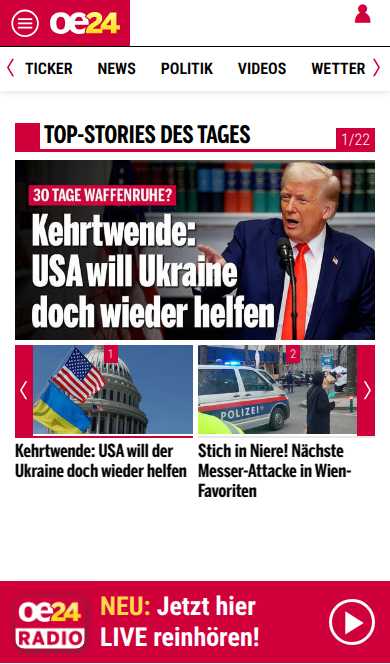 oe24
TICKER NEWS POLITIK VIDEOS WETTER
TOP-STORIES DES TAGES
1/22
30 TAGE WAFFENRUHE?
Kehrtwende:
USA will Ukraine
doch wieder helfen
1
2
POLIZEI
Kehrtwende: USA will der
Ukraine doch wieder helfen
Stich in Niere! Nächste
Messer-Attacke in Wien-
Favoriten
oe24
RADIO
NEU: Jetzt hier
LIVE reinhören!